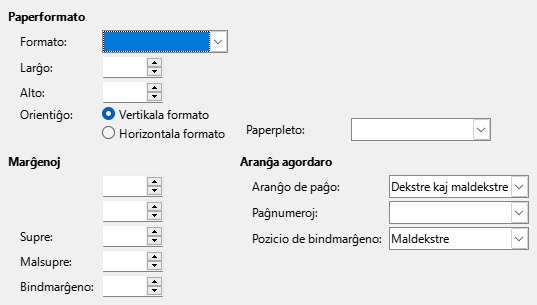 Paperformato
Formato:
Larĝo:
Alto:
Orientiĝo: Vertikala formato
Horizontala formato Paperpleto:
Marĝenoj Aranĝa agordaro
Aranĝo de paĝo: Dekstre kaj maldekstre
Paĝnumeroj:
Supre: Pozicio de bindmarĝeno: Maldekstre
Malsupre:
Bindmarĝeno: